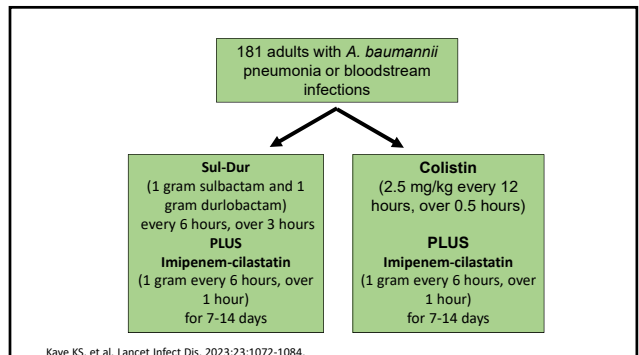 181 adults with A. baumannii
pneumonia or bloodstream
infections
Sul-Dur
(1 gram sulbactam and 1
gram durlobactam)
every 6 hours, over 3 hours
PLUS
Imipenem-cilastatin
(1 gram every 6 hours, over
1 hour)
for 7-14 days
Colistin
(2.5 mg/kg every 12
hours, over 0.5 hours)
PLUS
Imipenem-cilastatin
(1 gram every 6 hours, over
1 hour)
for 7-14 days
Kaye KS, et al. Lancet Infect Dis. 2023;23:1072-1084.